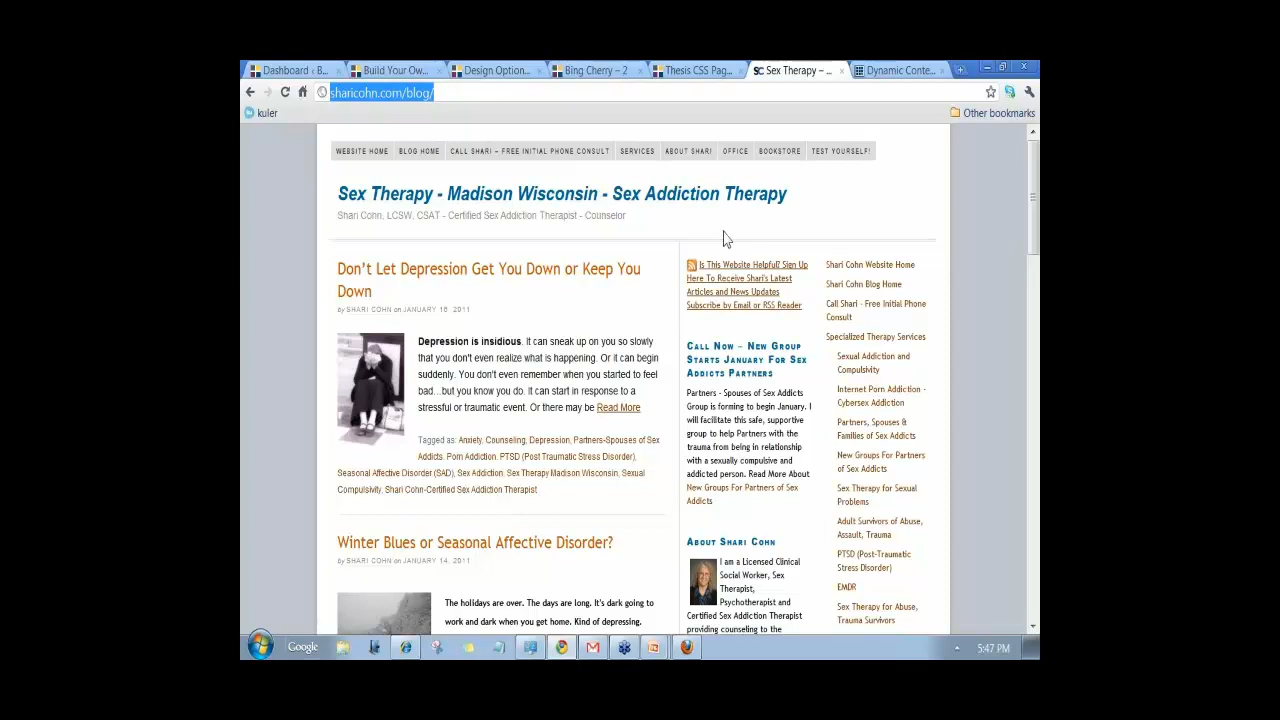 Dashboard ‹ B...
Build Your Ow...
Design Option...
Bing Cherry – 2
Thesis CSS Pag...
SC Sex Therapy – ...
Dynamic Conte...
sharicohn.com/blog/
kuler
Other bookmarks
WEBSITE HOME
BLOG HOME
CALL SHARI – FREE INITIAL PHONE CONSULT
SERVICES
ABOUT SHARI
OFFICE
BOOKSTORE
TEST YOURSELF!
Sex Therapy - Madison Wisconsin - Sex Addiction Therapy
Shari Cohn, LCSW, CSAT - Certified Sex Addiction Therapist - Counselor
Don't Let Depression Get You Down or Keep You
Down
by SHARI COHN on JANUARY 18, 2011
Depression is insidious. It can sneak up on you so slowly
that you don't even realize what is happening. Or it can begin
suddenly. You don't even remember when you started to feel
bad...but you know you do. It can start in response to a
stressful or traumatic event. Or there may be Read More
Tagged as: Anxiety, Counseling, Depression, Partners-Spouses of Sex
Addicts, Porn Addiction, PTSD (Post Traumatic Stress Disorder),
Seasonal Affective Disorder (SAD), Sex Addiction, Sex Therapy Madison Wisconsin, Sexual
Compulsivity, Shari Cohn-Certified Sex Addiction Therapist
Winter Blues or Seasonal Affective Disorder?
by SHARI COHN on JANUARY 14, 2011
The holidays are over. The days are long. It's dark going to
work and dark when you get home. Kind of depressing.
Is This Website Helpful? Sign Up
Here To Receive Shari's Latest
Articles and News Updates
Subscribe by Email or RSS Reader
CALL NOW – NEW GROUP
STARTS JANUARY FOR SEX
ADDICTS PARTNERS
Partners - Spouses of Sex Addicts
Group is forming to begin January. I
will facilitate this safe, supportive
group to help Partners with the
trauma from being in relationship
with a sexually compulsive and
addicted person. Read More About
New Groups For Partners of Sex
Addicts
ABOUT SHARI COHN
I am a Licensed Clinical
Social Worker, Sex
Therapist,
Psychotherapist and
Certified Sex Addiction Therapist
providing counseling to the
Shari Cohn Website Home
Shari Cohn Blog Home
Call Shari - Free Initial Phone
Consult
Specialized Therapy Services
Sexual Addiction and
Compulsivity
Internet Porn Addiction -
Cybersex Addiction
Partners, Spouses &
Families of Sex Addicts
New Groups For Partners
of Sex Addicts
Sex Therapy for Sexual
Problems
Adult Survivors of Abuse,
Assault, Trauma
PTSD (Post-Traumatic
Stress Disorder)
EMDR
Sex Therapy for Abuse,
Trauma Survivors
Google
5:47 PM